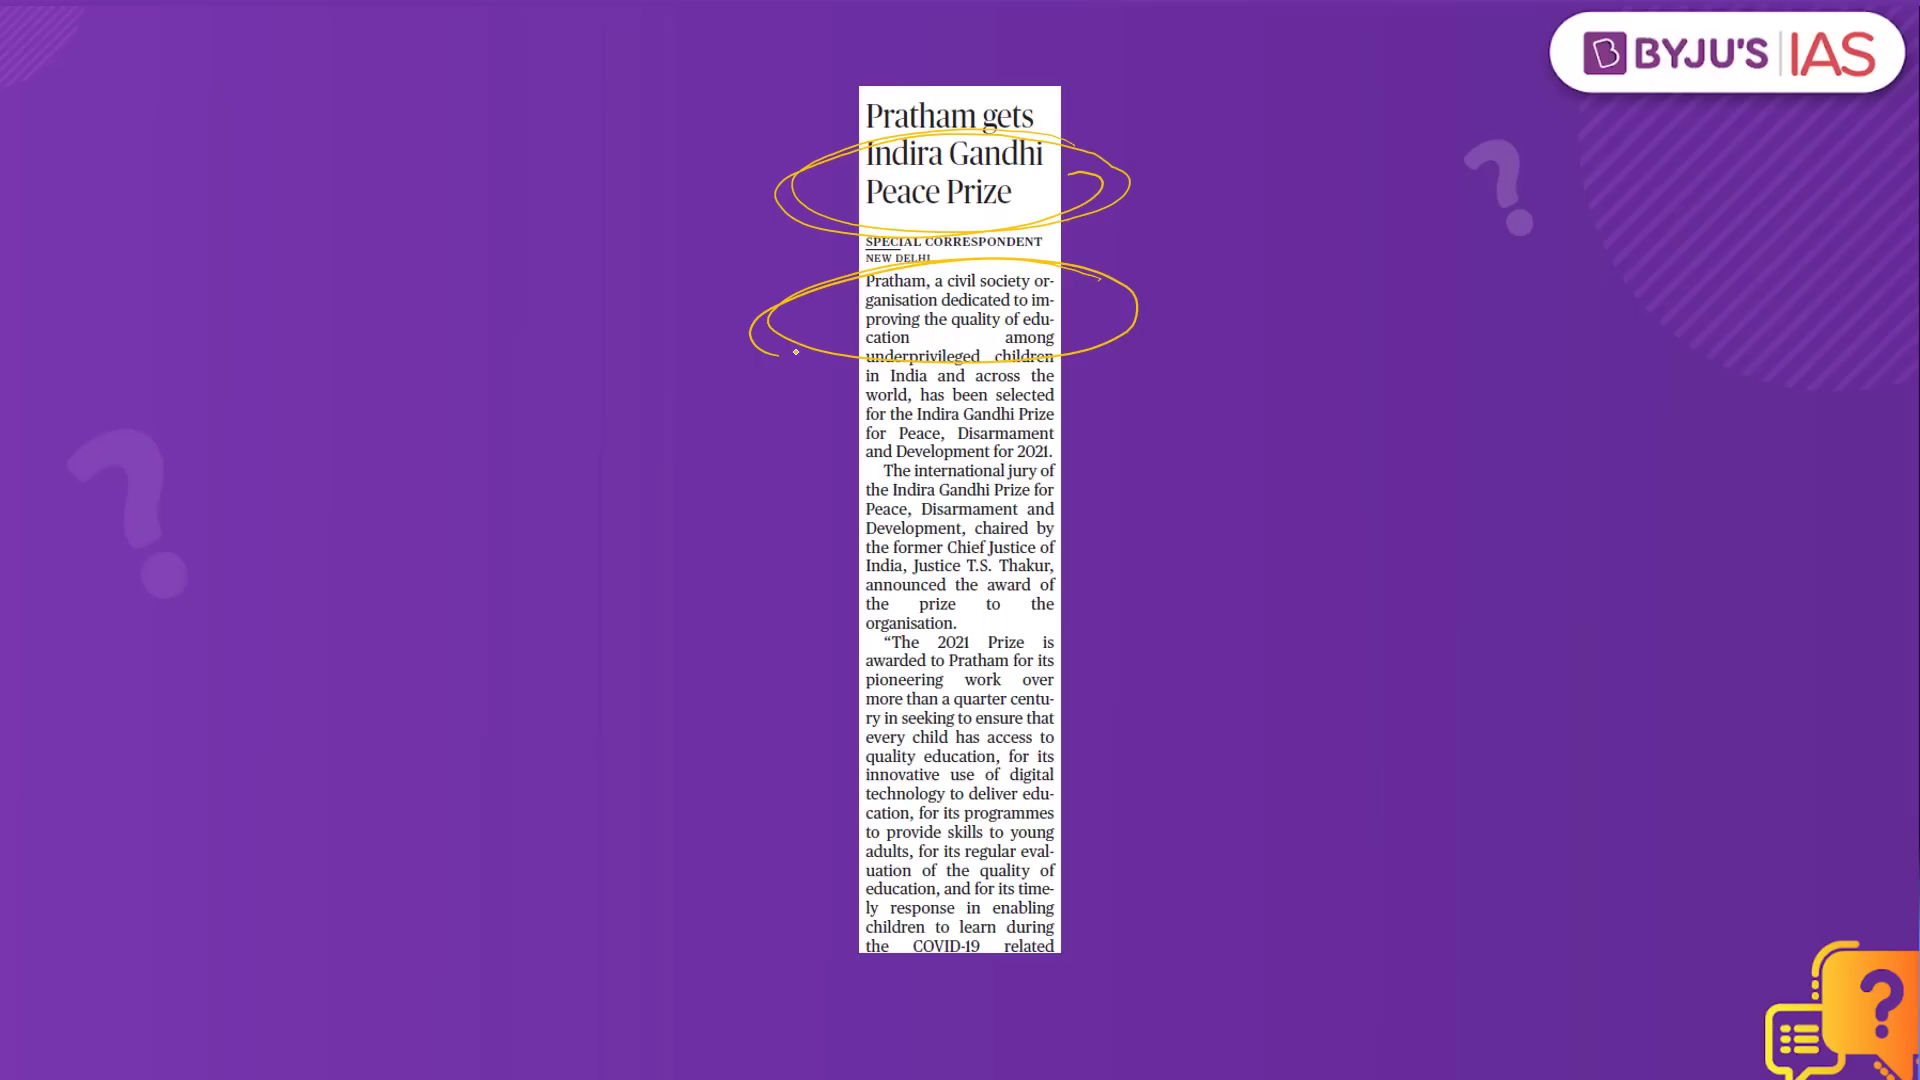 BYJU'S IAS
Pratham gets
Indira Gandhi
Peace Prize
SPECIAL CORRESPONDENT
NEW DELHI
Pratham, a civil society or-
ganisation dedicated to im-
proving the quality of edu-
cation among
underprivileged children
in India and across the
world, has been selected
for the Indira Gandhi Prize
for Peace, Disarmament
and Development for 2021.
The international jury of
the Indira Gandhi Prize for
Peace, Disarmament and
Development, chaired by
the former Chief Justice of
India, Justice T.S. Thakur,
announced the award of
the prize to the
organisation.
“The 2021 Prize is
awarded to Pratham for its
pioneering work over
more than a quarter centu-
ry in seeking to ensure that
every child has access to
quality education, for its
innovative use of digital
technology to deliver edu-
cation, for its programmes
to provide skills to young
adults, for its regular eval-
uation of the quality of
education, and for its time-
ly response in enabling
children to learn during
the COVID-19 related